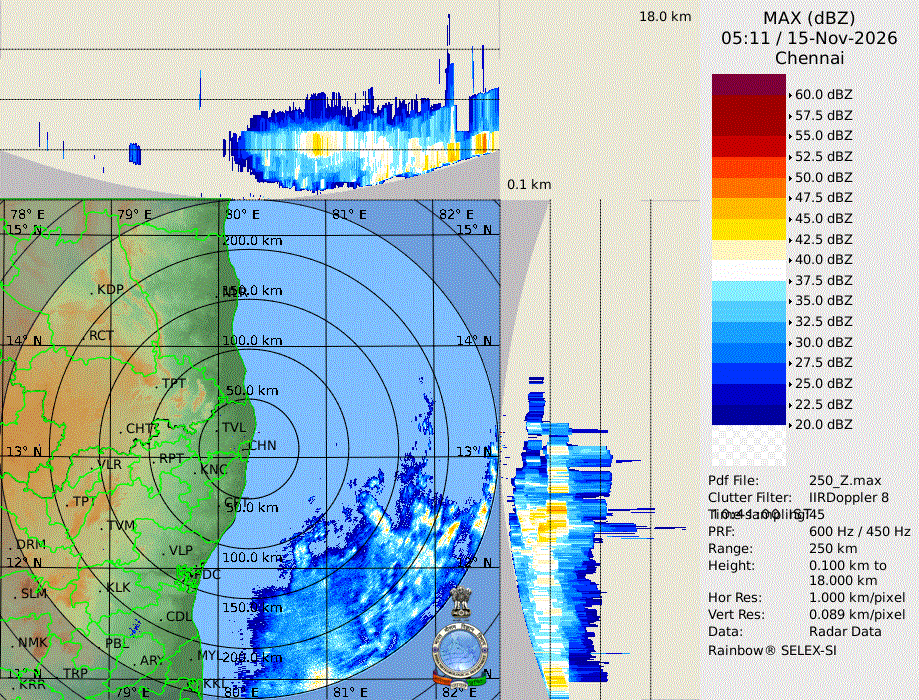 18.0 km
0.1 km
MAX (dBZ)
05:11 / 15-Nov-2026
Chennai
60.0 dBZ
57.5 dBZ
55.0 dBZ
52.5 dBZ
50.0 dBZ
47.5 dBZ
45.0 dBZ
42.5 dBZ
40.0 dBZ
37.5 dBZ
35.0 dBZ
32.5 dBZ
30.0 dBZ
27.5 dBZ
25.0 dBZ
22.5 dBZ
20.0 dBZ
78° E 79° E 80° E 81° E 82° E
15° N 15° N
200.0 km
KDP
150.0 km
RCT
14° N 100.0 km 14° N
TPT
50.0 km
CHT TVL
CHN
13° N 13° N
VLR RPT KNC
TPT
50.0 km
TVM
DRM VLP 100.0 km
12° N 12° N
PDC
SLM KLK
150.0 km
CDL
NMK PBL
ARY MYL 200.0 km
TRP
KRR KKL
79° E 80° E 81° E 82° E
Pdf File: 250_Z.max
Clutter Filter: IIRDoppler 8
Time sampling: 45
PRF: 600 Hz / 450 Hz
Range: 250 km
Height: 0.100 km to
18.000 km
Hor Res: 1.000 km/pixel
Vert Res: 0.089 km/pixel
Data: Radar Data
Rainbow® SELEX-SI